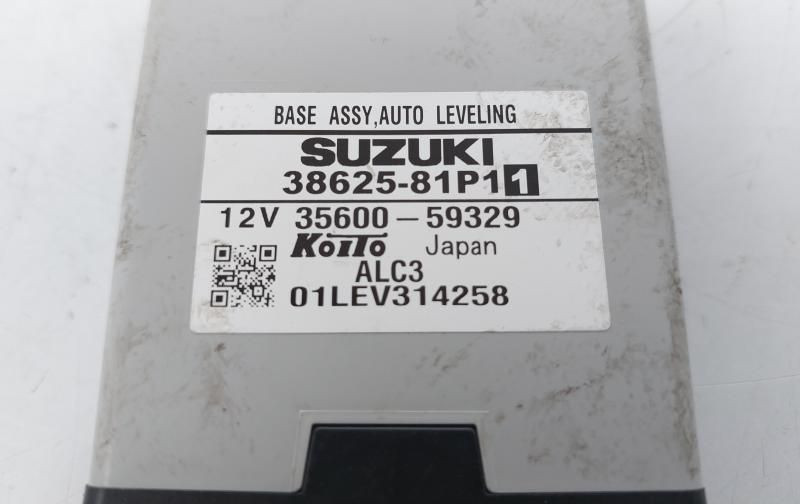 BASE ASSY,AUTO LEVELING
SUZUKI
38625-81P11
12V 35600-59329
KOITO Japan
ALC3
01LEV314258